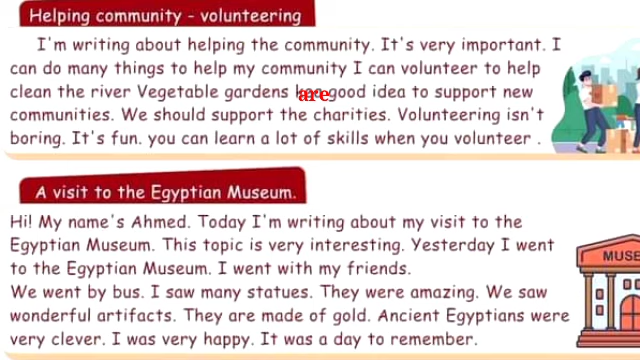 Helping community - volunteering
I'm writing about helping the community. It's very important. I
can do many things to help my community I can volunteer to help
clean the river Vegetable gardens are good idea to support new
communities. We should support the charities. Volunteering isn't
boring. It's fun. you can learn a lot of skills when you volunteer .
A visit to the Egyptian Museum.
Hi! My name's Ahmed. Today I'm writing about my visit to the
Egyptian Museum. This topic is very interesting. Yesterday I went
to the Egyptian Museum. I went with my friends.
We went by bus. I saw many statues. They were amazing. We saw
wonderful artifacts. They are made of gold. Ancient Egyptians were
very clever. I was very happy. It was a day to remember.